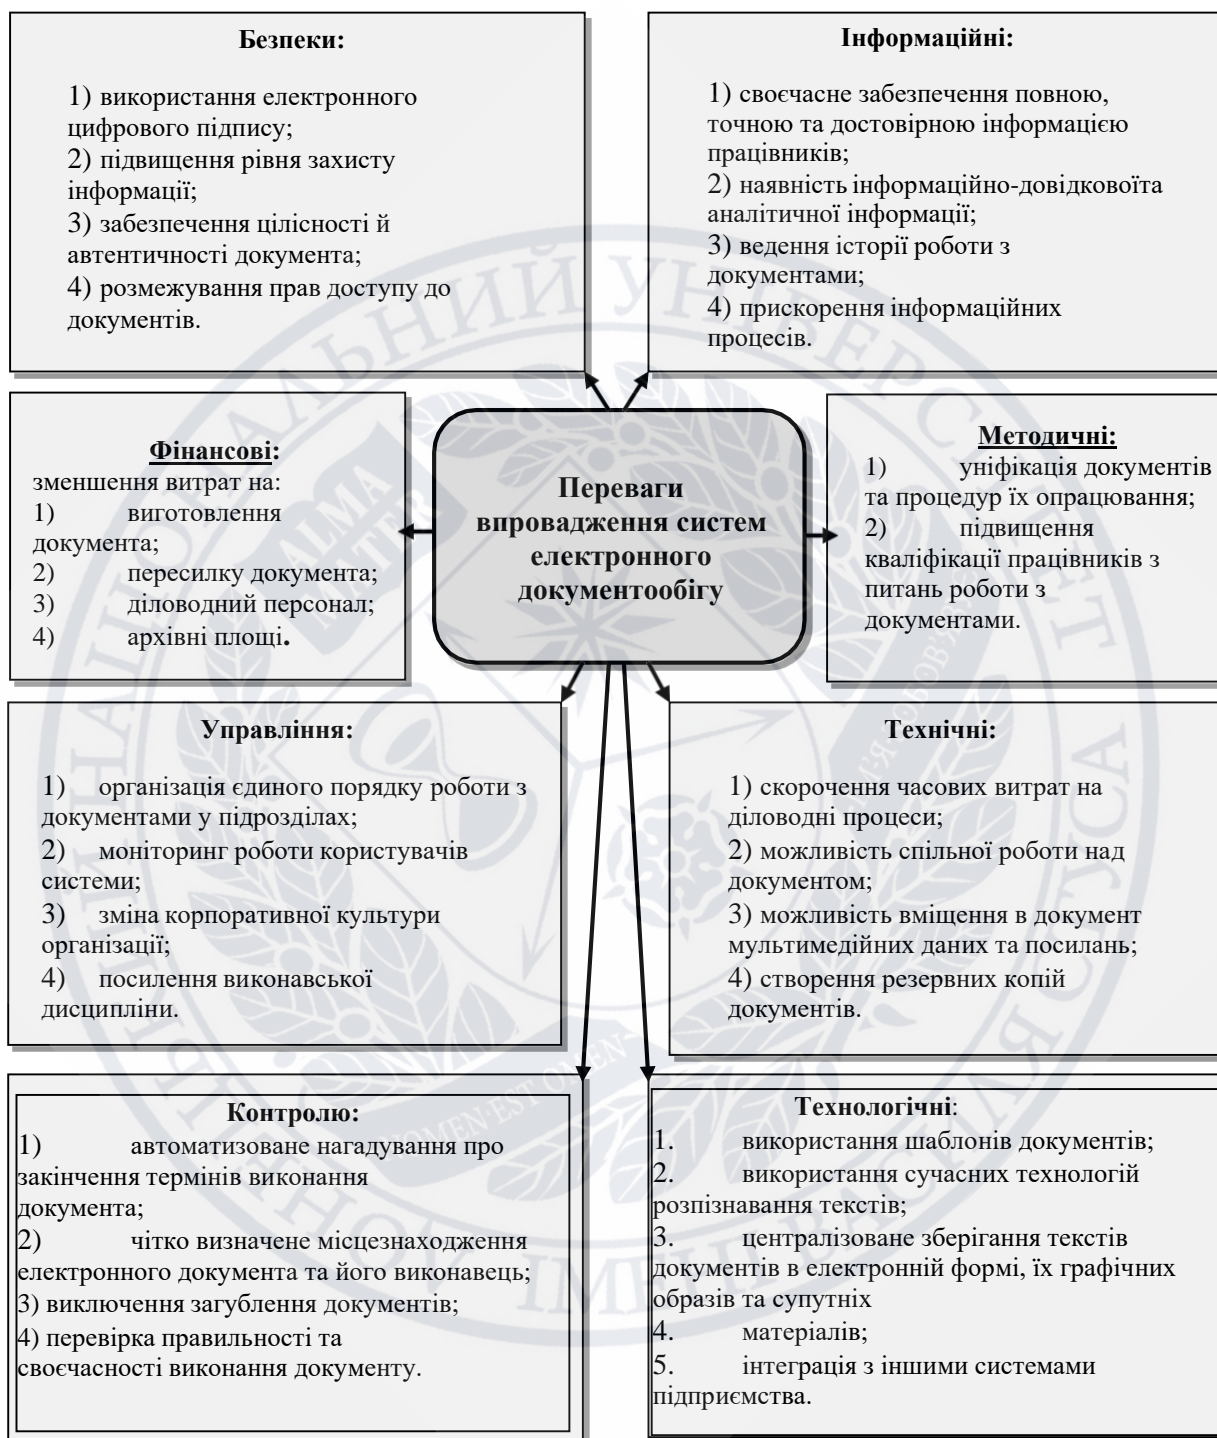 Безпеки:
1) використання електронного
цифрового підпису;
2) підвищення рівня захисту
інформації;
3) забезпечення цілісності й
автентичності документа;
4) розмежування прав доступу до
документів.
Інформаційні:
1) своєчасне забезпечення повною,
точною та достовірною інформацією
працівників;
2) наявність інформаційно-довідковоїта
аналітичної інформації;
3) ведення історії роботи з
документами;
4) прискорення інформаційних
процесів.
Фінансові:
зменшення витрат на:
1) виготовлення
документа;
2) пересилку документа;
3) діловодний персонал;
4) архівні площі.
Переваги
впровадження систем
електронного
документообігу
Методичні:
1) уніфікація документів
та процедур їх опрацювання;
2) підвищення
кваліфікації працівників з
питань роботи з
документами.
Управління:
1) організація єдиного порядку роботи з
документами у підрозділах;
2) моніторинг роботи користувачів
системи;
3) зміна корпоративної культури
організації;
4) посилення виконавської
дисципліни.
Технічні:
1) скорочення часових витрат на
діловодні процеси;
2) можливість спільної роботи над
документом;
3) можливість вміщення в документ
мультимедійних даних та посилань;
4) створення резервних копій
документів.
Контролю:
1) автоматизоване нагадування про
закінчення термінів виконання
документа;
2) чітко визначене місцезнаходження
електронного документа та його виконавець;
3) виключення загублення документів;
4) перевірка правильності та
своєчасності виконання документу.
Технологічні:
1. використання шаблонів документів;
2. використання сучасних технологій
розпізнавання текстів;
3. централізоване зберігання текстів
документів в електронній формі, їх графічних
образів та супутніх
4. матеріалів;
5. інтеграція з іншими системами
підприємства.